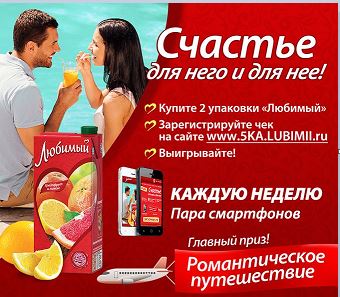 Счастье
для него и для нее!
Купите 2 упаковки «Любимый»
Зарегистрируйте чек
на сайте www.5KA.LUBIMII.ru
Выигрывайте!
Любимый
КАЖДУЮ НЕДЕЛЮ
Пара смартфонов
Главный приз!
Романтическое
путешествие